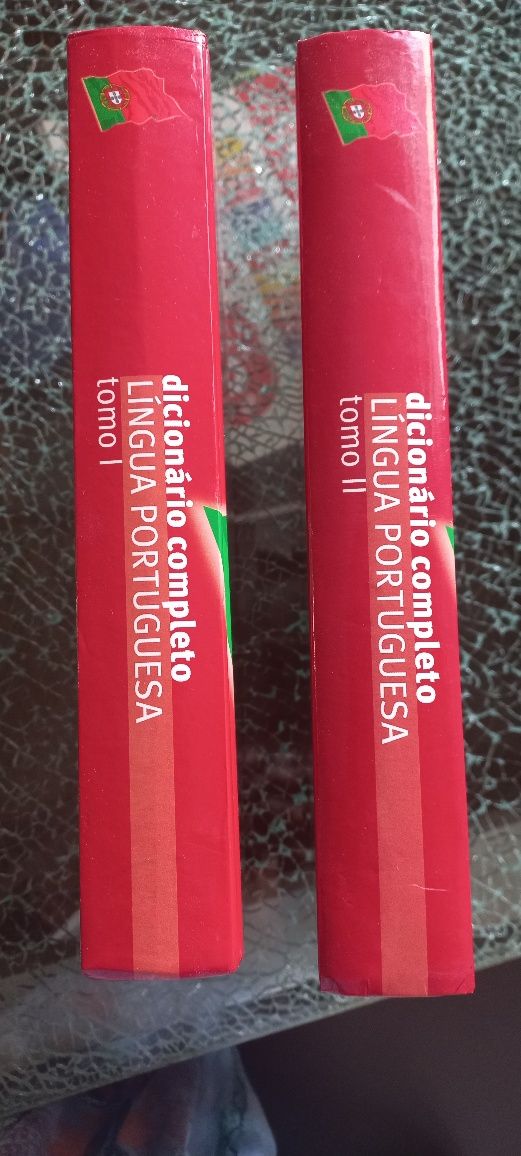 dicionário completo
LÍNGUA PORTUGUESA
tomo I
dicionário completo
LÍNGUA PORTUGUESA
tomo II